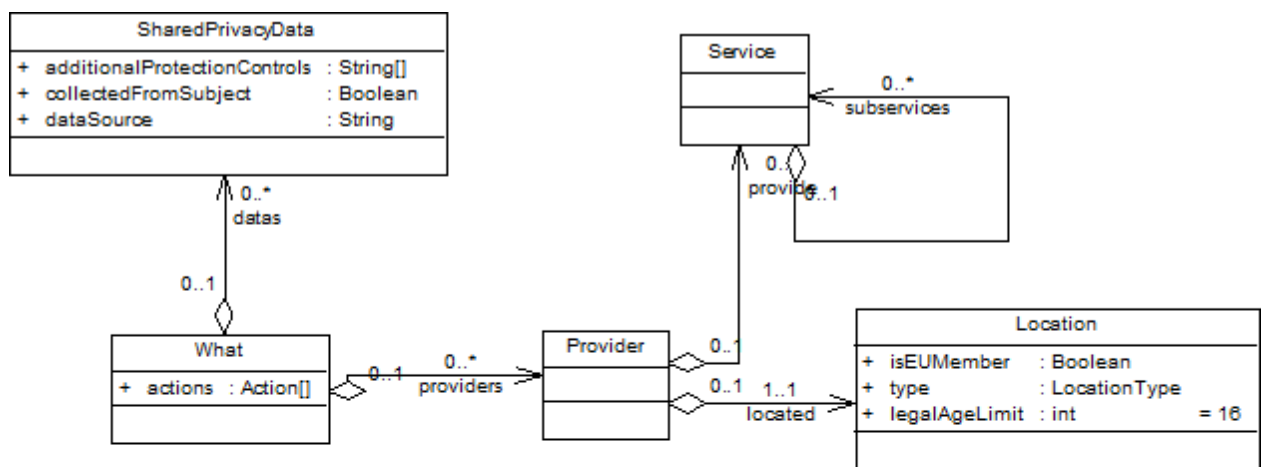 SharedPrivacyData
+ additionalProtectionControls : String[]
+ collectedFromSubject : Boolean
+ dataSource : String
Service
0..*
subservices
0..
provide
0..1
0..*
datas
0..1
What
+ actions : Action[]
0..1
0..*
providers
Provider
0..1
0..1
1..1
located
Location
+ isEUMember : Boolean
+ type : LocationType
+ legalAgeLimit : int = 16